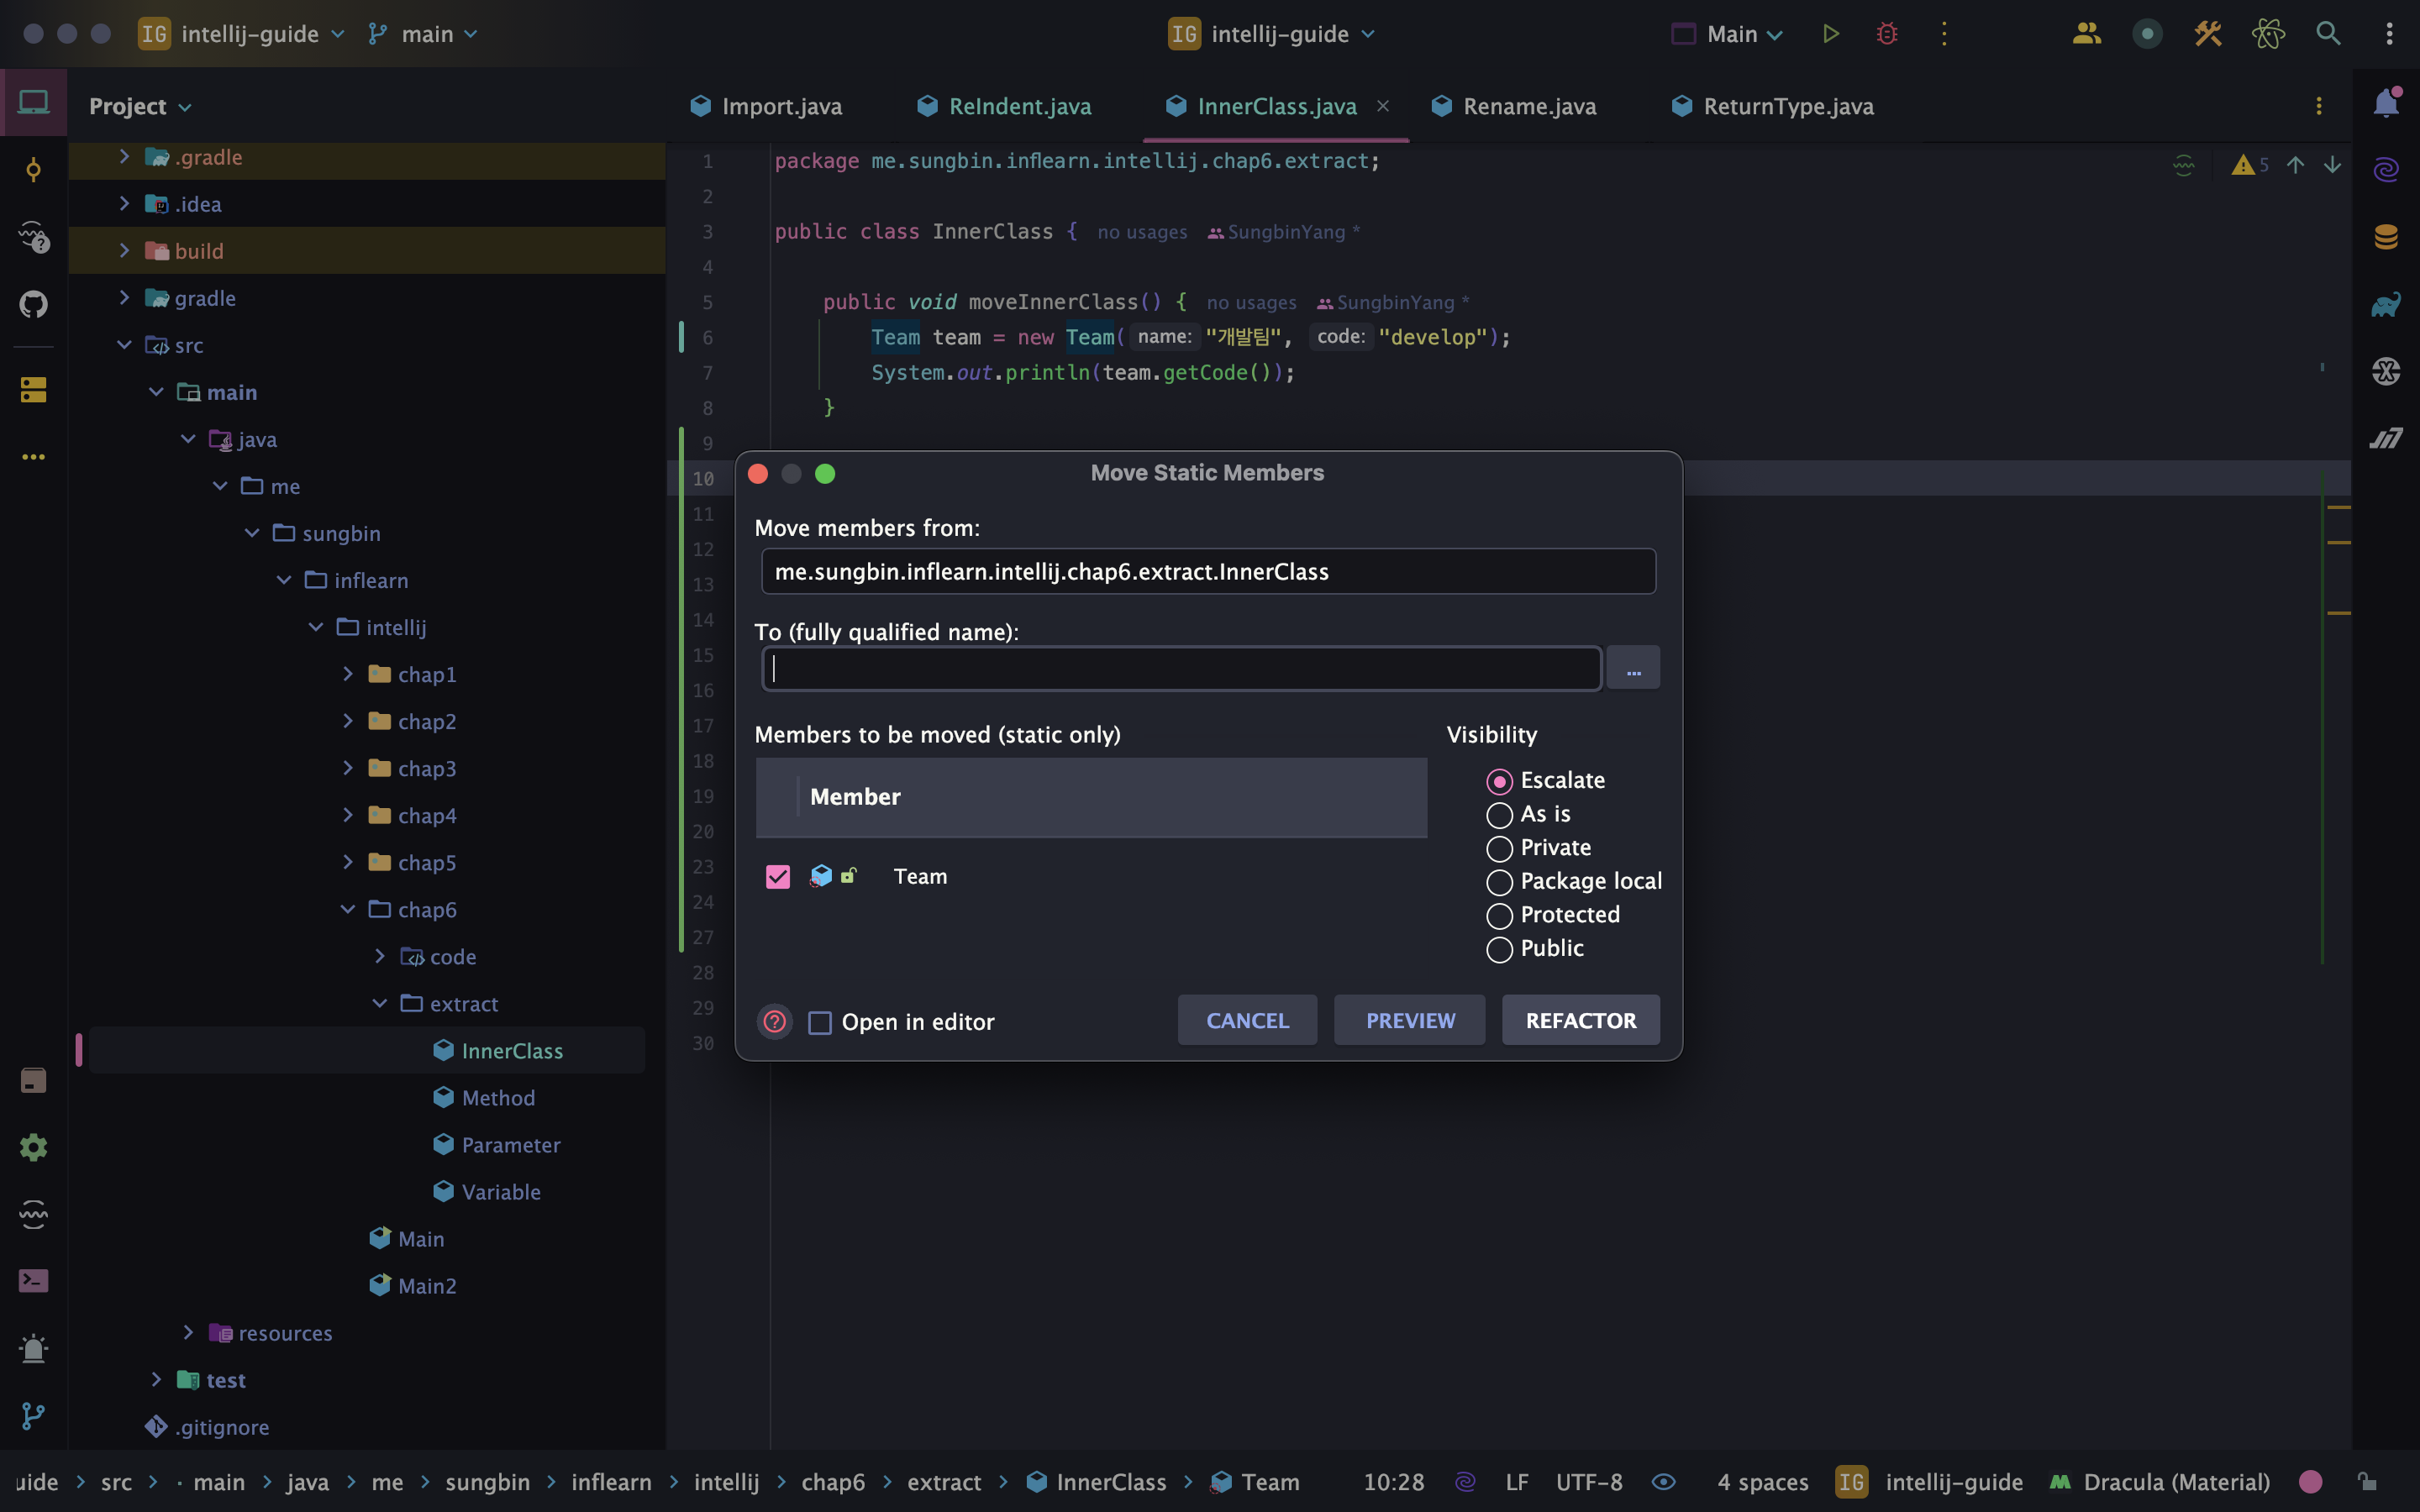 IG intellij-guide main IG intellij-guide Main
Project
.gradle
.idea
build
gradle
src
main
java
me
sungbin
inflearn
intellij
chap1
chap2
chap3
chap4
chap5
chap6
code
extract
InnerClass
Method
Parameter
Variable
Main
Main2
resources
test
.gitignore
Import.java ReIndent.java InnerClass.java Rename.java ReturnType.java
5
1 package me.sungbin.inflearn.intellij.chap6.extract;
2
3 public class InnerClass { no usages SungbinYang *
4
5 public void moveInnerClass() { no usages SungbinYang *
6 Team team = new Team( name: "개발팀", code: "develop");
7 System.out.println(team.getCode());
8 }
9
10
11
12
13
14
15
16
17
18
19
20
23
24
27
28
29
30
Move Static Members
Move members from:
me.sungbin.inflearn.intellij.chap6.extract.InnerClass
To (fully qualified name):
...
Members to be moved (static only)
Member
Team
Visibility
Escalate
As is
Private
Package local
Protected
Public
? Open in editor CANCEL PREVIEW REFACTOR
uide > src > main > java > me > sungbin > inflearn > intellij > chap6 > extract > InnerClass > Team 10:28 LF UTF-8 4 spaces IG intellij-guide Dracula (Material)